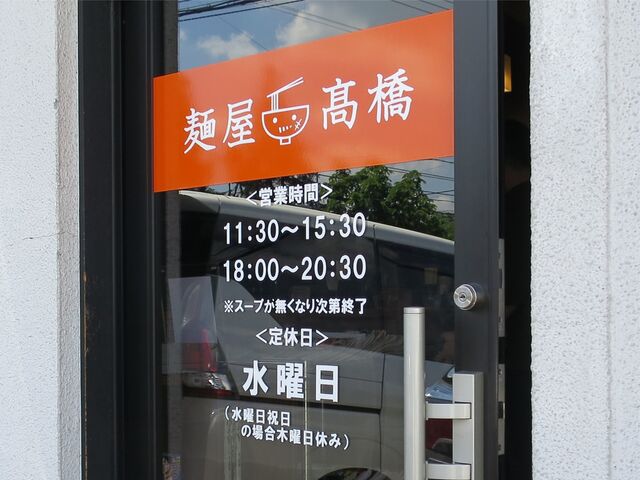 麺屋 髙橋
<営業時間>
11:30～15:30
18:00～20:30
※スープが無くなり次第終了
<定休日>
水曜日
(水曜日祝日
の場合木曜日休み)